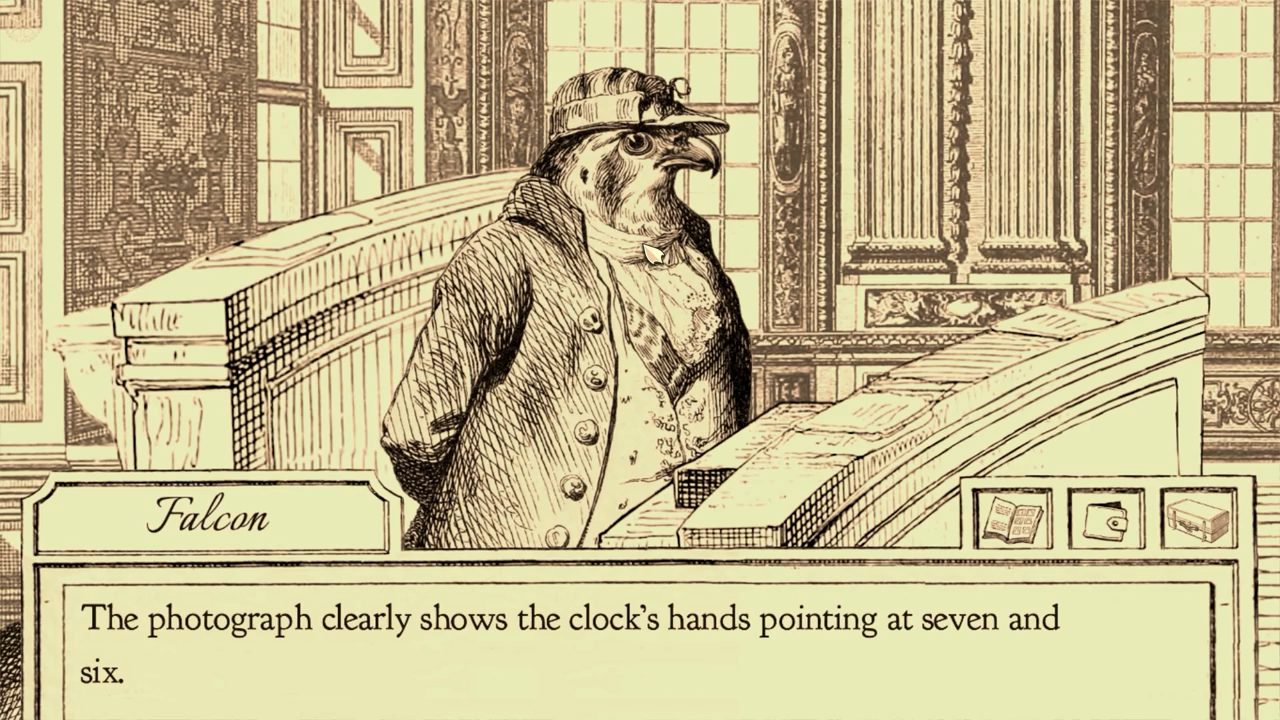 Falcon
The photograph clearly shows the clock's hands pointing at seven and
six.